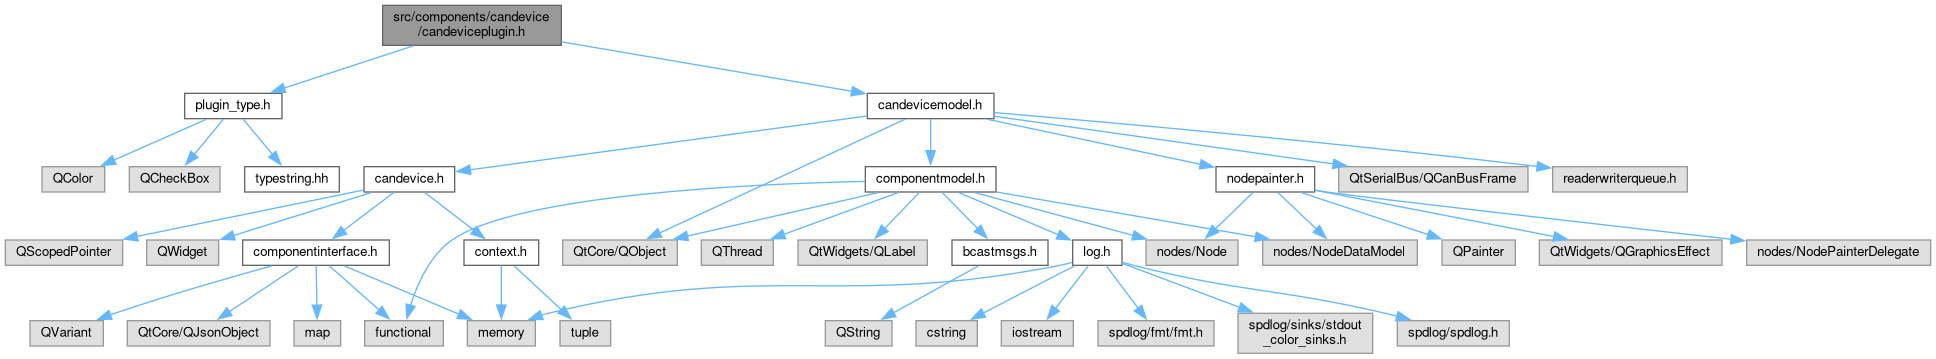 src/components/candevice
/candeviceplugin.h
plugin_type.h
candevicemodel.h
QColor
QCheckBox
typestring.hh
candevice.h
componentmodel.h
nodepainter.h
QtSerialBus/QCanBusFrame
readerwriterqueue.h
QScopedPointer
QWidget
componentinterface.h
context.h
QtCore/QObject
QThread
QtWidgets/QLabel
bcastmsgs.h
log.h
nodes/Node
nodes/NodeDataModel
QPainter
QtWidgets/QGraphicsEffect
nodes/NodePainterDelegate
QVariant
QtCore/QJsonObject
map
functional
memory
tuple
QString
cstring
iostream
spdlog/fmt/fmt.h
spdlog/sinks/stdout
_color_sinks.h
spdlog/spdlog.h